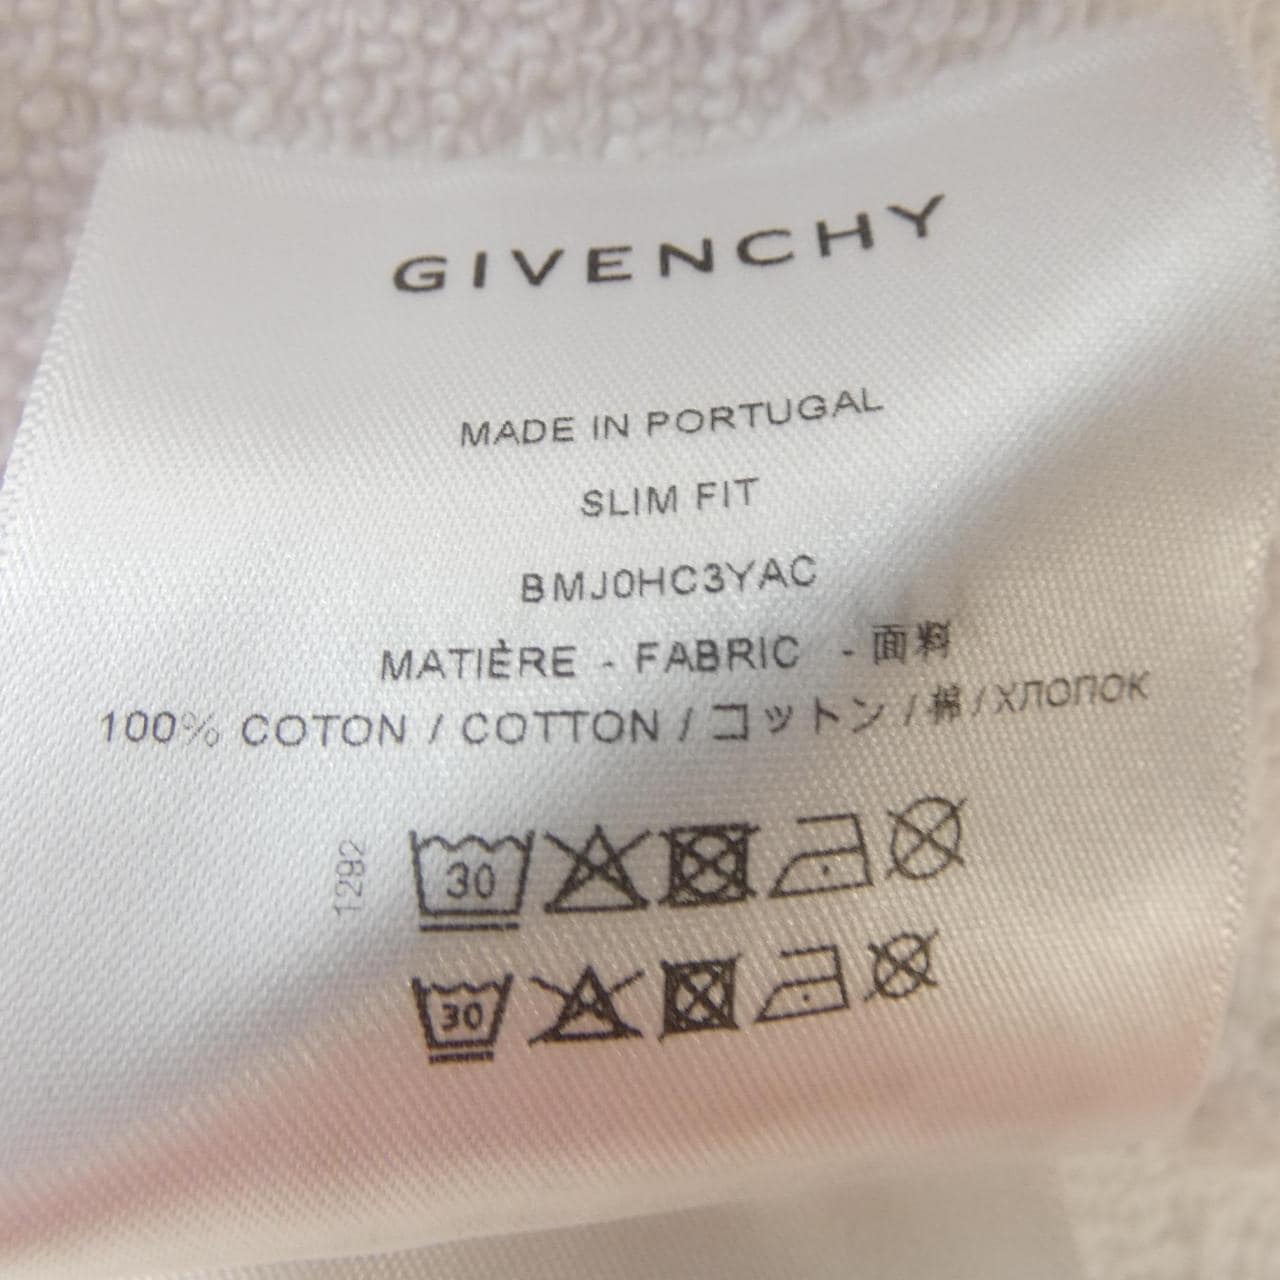 GIVENCHY
MADE IN PORTUGAL
SLIM FIT
BMJ0HC3YAC
MATIÈRE - FABRIC - 面料
100% COTON / COTTON / コットン / 棉 / ХЛОПОК
1292
30
30